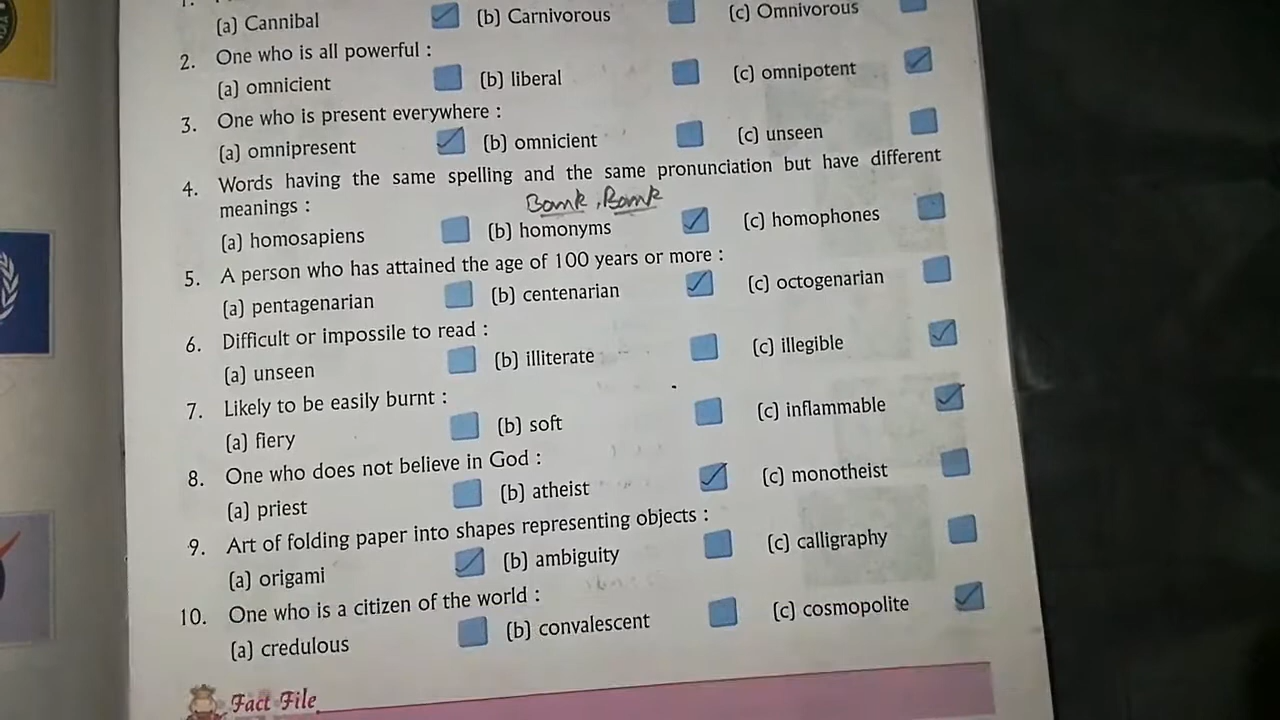 (a) Cannibal (b) Carnivorous (c) Omnivorous
2. One who is all powerful :
(a) omnicient (b) liberal (c) omnipotent
3. One who is present everywhere :
(a) omnipresent (b) omnicient (c) unseen
4. Words having the same spelling and the same pronunciation but have different
meanings : Bank, Bank
(a) homosapiens (b) homonyms (c) homophones
5. A person who has attained the age of 100 years or more :
(a) pentagenarian (b) centenarian (c) octogenarian
6. Difficult or impossile to read :
(a) unseen (b) illiterate (c) illegible
7. Likely to be easily burnt :
(a) fiery (b) soft (c) inflammable
8. One who does not believe in God :
(a) priest (b) atheist (c) monotheist
9. Art of folding paper into shapes representing objects :
(a) origami (b) ambiguity (c) calligraphy
10. One who is a citizen of the world :
(a) credulous (b) convalescent (c) cosmopolite
Fact File